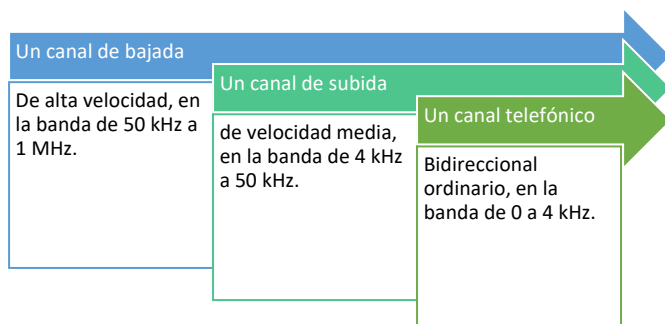 Un canal de bajada
De alta velocidad, en
la banda de 50 kHz a
1 MHz.
Un canal de subida
de velocidad media,
en la banda de 4 kHz
a 50 kHz.
Un canal telefónico
Bidireccional
ordinario, en la
banda de 0 a 4 kHz.